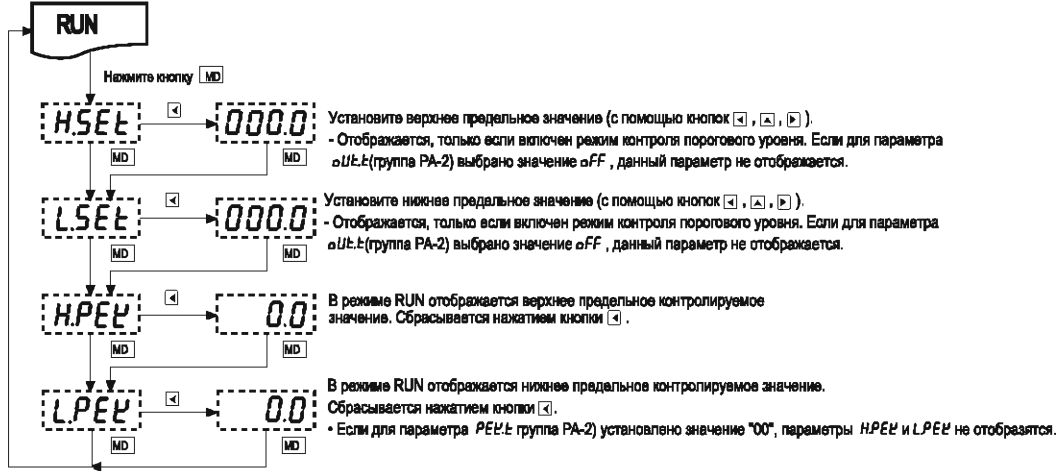 RUN
Нажмите кнопку MD
H.SEt
◄
000.0
MD
MD
Установите верхнее предельное значение (с помощью кнопок ◄ , ▲ , ► ).
- Отображается, только если включен режим контроля порогового уровня. Если для параметра
oUt.t(группа PA-2) выбрано значение oFF , данный параметр не отображается.
L.SEt
◄
000.0
MD
MD
Установите нижнее предельное значение (с помощью кнопок ◄ , ▲ , ► ).
- Отображается, только если включен режим контроля порогового уровня. Если для параметра
oUt.t(группа PA-2) выбрано значение oFF , данный параметр не отображается.
H.PEK
◄
0.0
MD
MD
В режиме RUN отображается верхнее предельное контролируемое
значение. Сбрасывается нажатием кнопки ◄ .
L.PEK
◄
0.0
MD
MD
В режиме RUN отображается нижнее предельное контролируемое значение.
Сбрасывается нажатием кнопки ◄.
• Если для параметра PEK.t группа PA-2) установлено значение "00", параметры H.PEK и L.PEK не отобразятся.